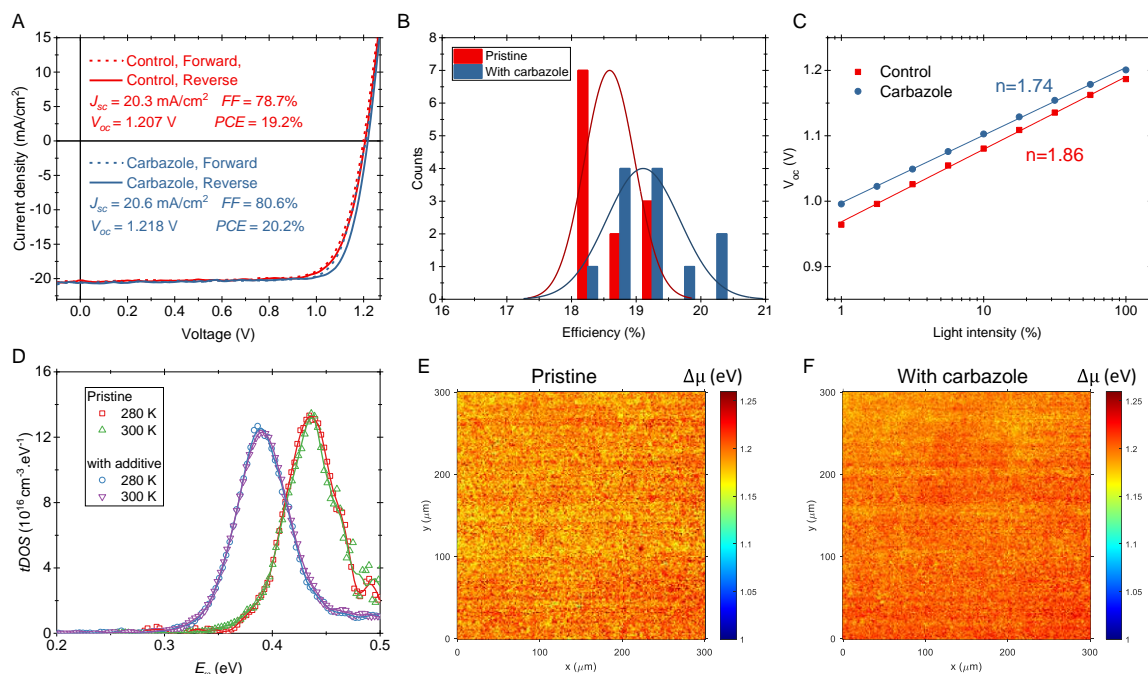 A
Control, Forward,
Control, Reverse
Jsc = 20.3 mA/cm² FF = 78.7%
Voc = 1.207 V PCE = 19.2%
Carbazole, Forward
Carbazole, Reverse
Jsc = 20.6 mA/cm² FF = 80.6%
Voc = 1.218 V PCE = 20.2%
Current density (mA/cm²)
15
10
5
0
-5
-10
-15
-20
-25
0.0 0.2 0.4 0.6 0.8 1.0 1.2
Voltage (V)
B
Pristine
With carbazole
Counts
8
7
6
5
4
3
2
1
0
16 17 18 19 20 21
Efficiency (%)
C
Control
Carbazole
n=1.74
n=1.86
Voc (V)
1.2
1.1
1.0
0.9
1 10 100
Light intensity (%)
D
Pristine
280 K
300 K
with additive
280 K
300 K
tDOS (10¹⁶ cm⁻³.eV⁻¹)
16
12
8
4
0
0.2 0.3 0.4 0.5
(eV)
E
Pristine
Δμ (eV)
300
200
100
0
y (μm)
0 100 200 300
x (μm)
1.25
1.2
1.15
1.1
1.05
1
F
With carbazole
Δμ (eV)
300
200
100
0
y (μm)
0 100 200 300
x (μm)
1.25
1.2
1.15
1.1
1.05
1